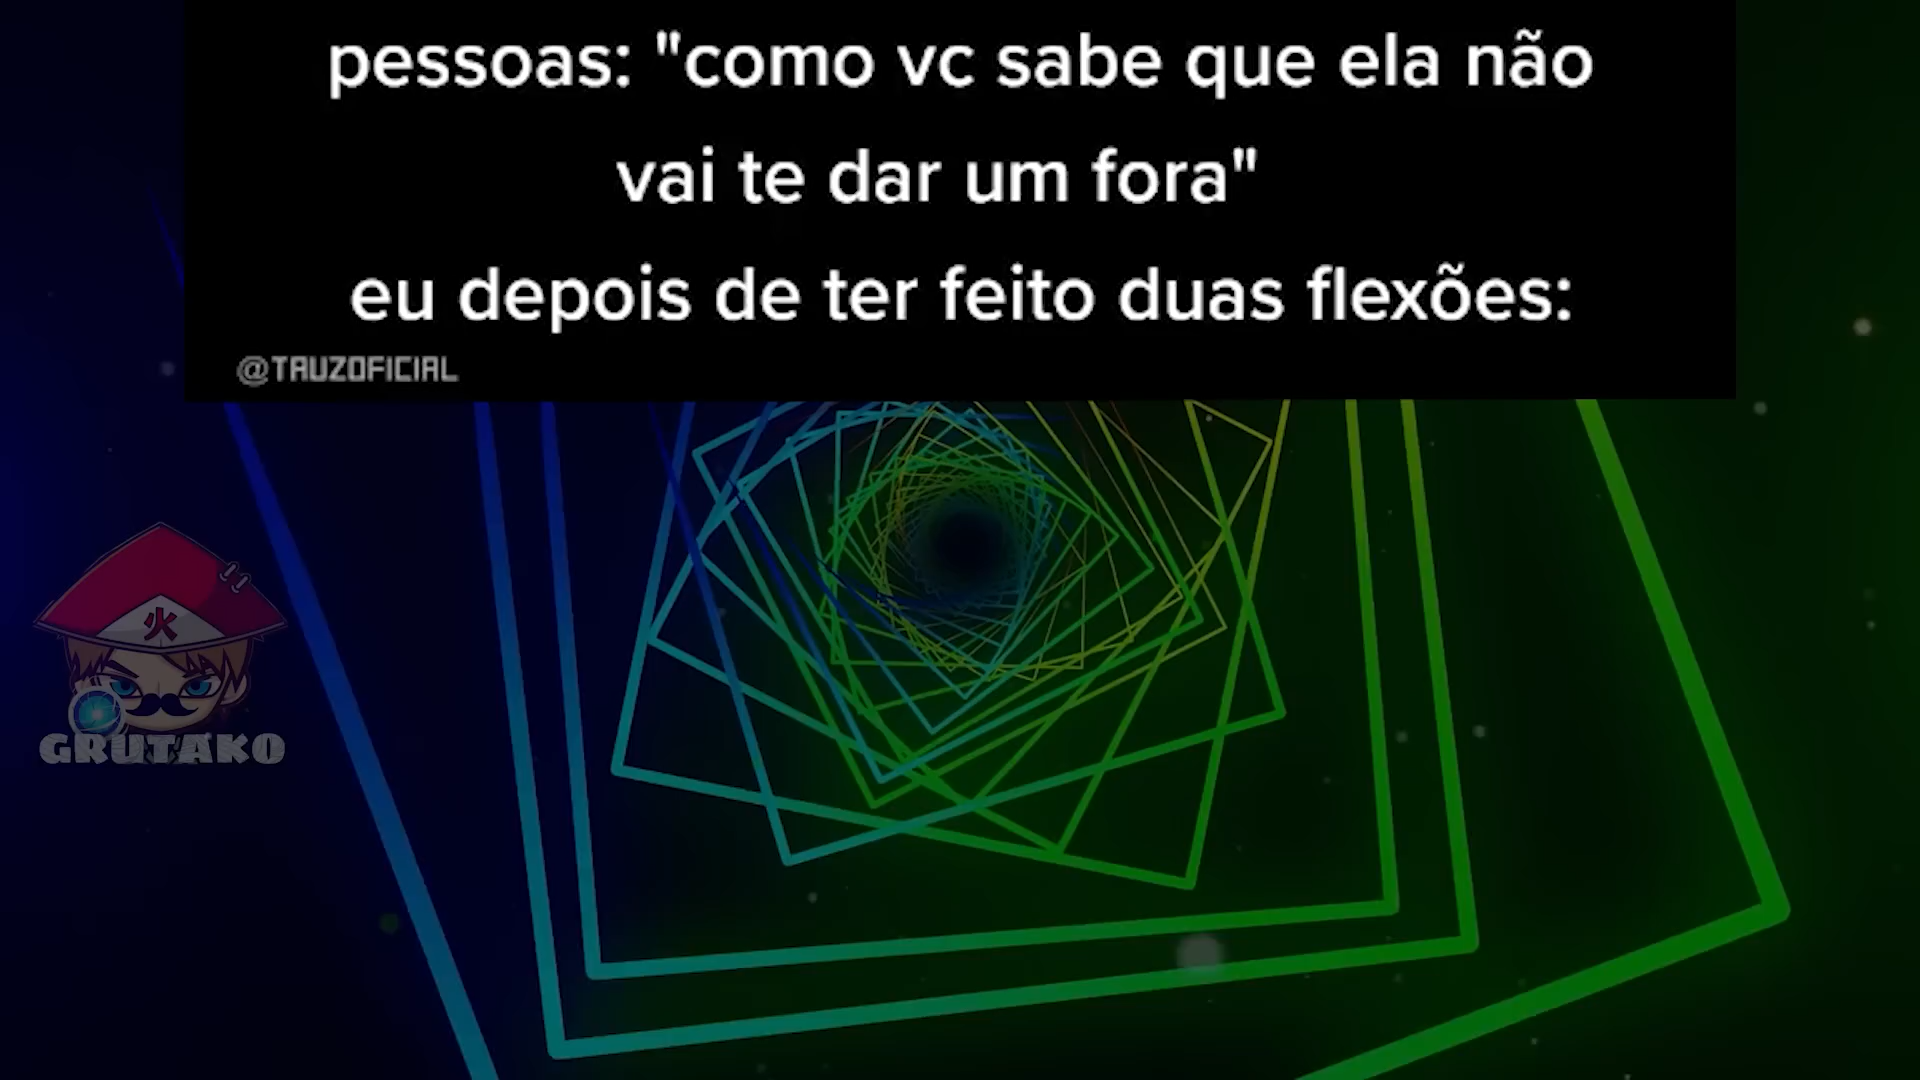 pessoas: "como vc sabe que ela não
vai te dar um fora"
eu depois de ter feito duas flexões:
@TAUZOFICIAL
火
GRUTAKO